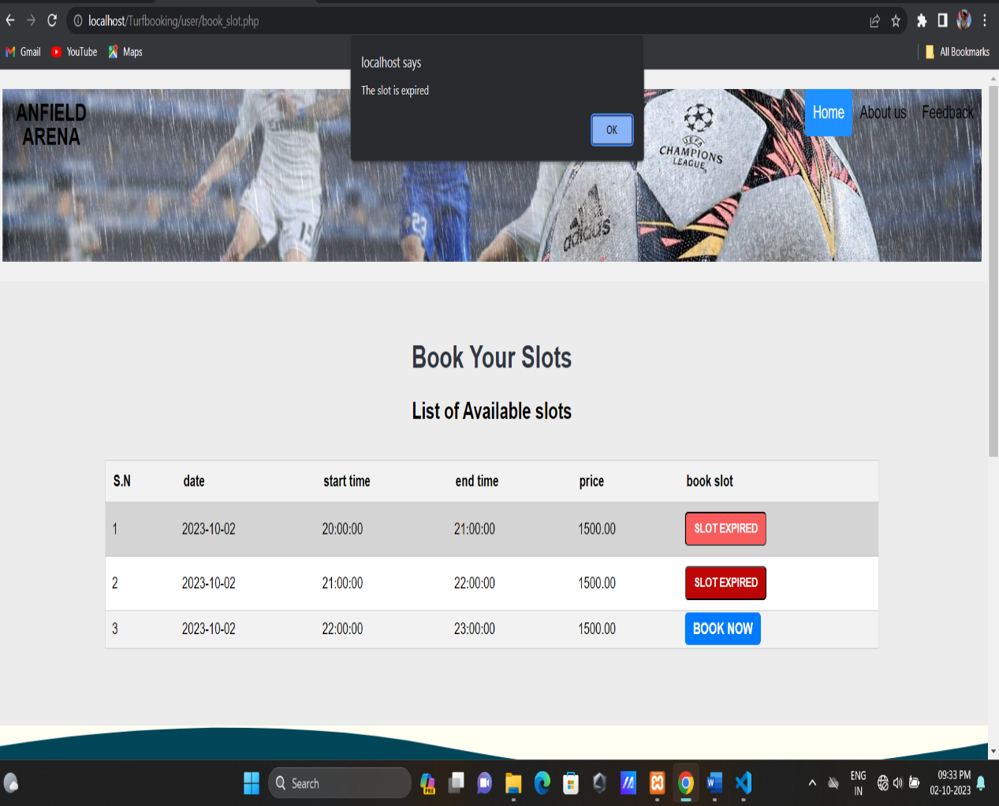 localhost/Turfbooking/user/book_slot.php
Gmail YouTube Maps All Bookmarks
localhost says
The slot is expired
OK
ANFIELD
ARENA
Home About us Feedback
UEFA
CHAMPIONS
LEAGUE
adidas
15
23
Book Your Slots
List of Available slots
S.N date start time end time price book slot
1 2023-10-02 20:00:00 21:00:00 1500.00 SLOT EXPIRED
2 2023-10-02 21:00:00 22:00:00 1500.00 SLOT EXPIRED
3 2023-10-02 22:00:00 23:00:00 1500.00 BOOK NOW
Search
PRE
ENG
IN
09:33 PM
02-10-2023